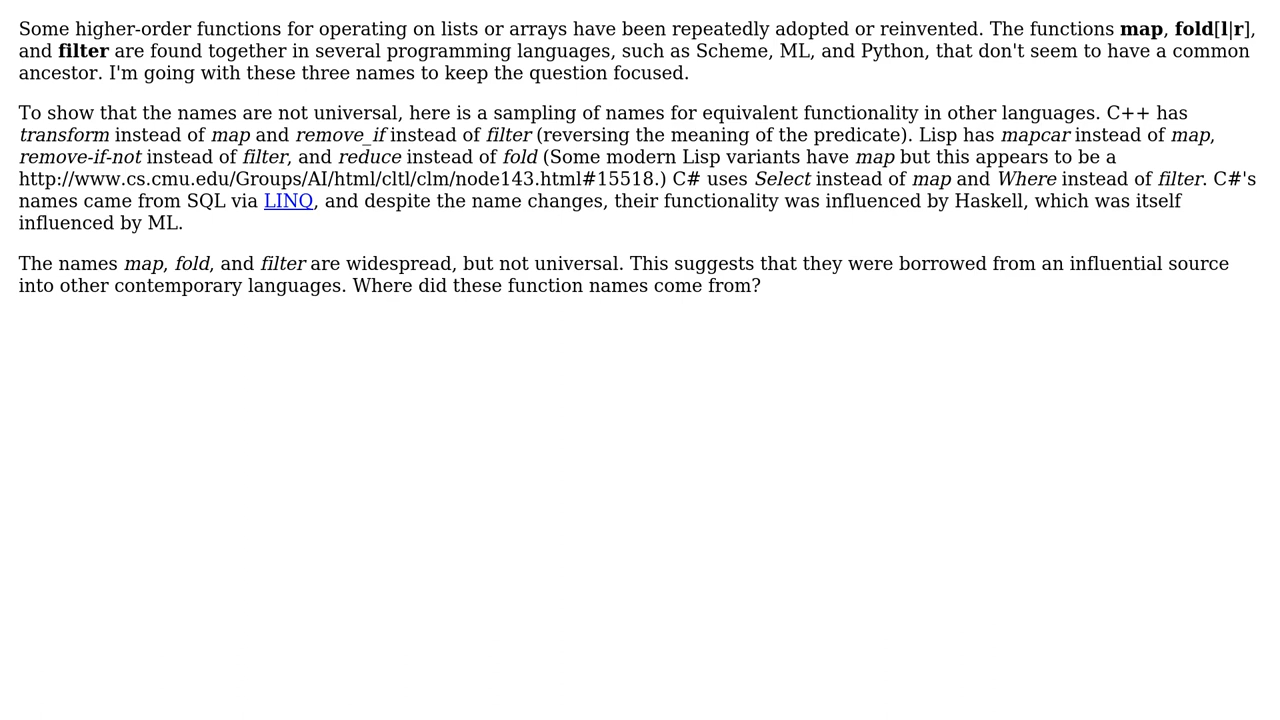 Some higher-order functions for operating on lists or arrays have been repeatedly adopted or reinvented. The functions map, fold[l|r],
and filter are found together in several programming languages, such as Scheme, ML, and Python, that don't seem to have a common
ancestor. I'm going with these three names to keep the question focused.
To show that the names are not universal, here is a sampling of names for equivalent functionality in other languages. C++ has
transform instead of map and remove_if instead of filter (reversing the meaning of the predicate). Lisp has mapcar instead of map,
remove-if-not instead of filter, and reduce instead of fold (Some modern Lisp variants have map but this appears to be a
http://www.cs.cmu.edu/Groups/AI/html/cltl/clm/node143.html#15518.) C# uses Select instead of map and Where instead of filter. C#'s
names came from SQL via LINQ, and despite the name changes, their functionality was influenced by Haskell, which was itself
influenced by ML.
The names map, fold, and filter are widespread, but not universal. This suggests that they were borrowed from an influential source
into other contemporary languages. Where did these function names come from?